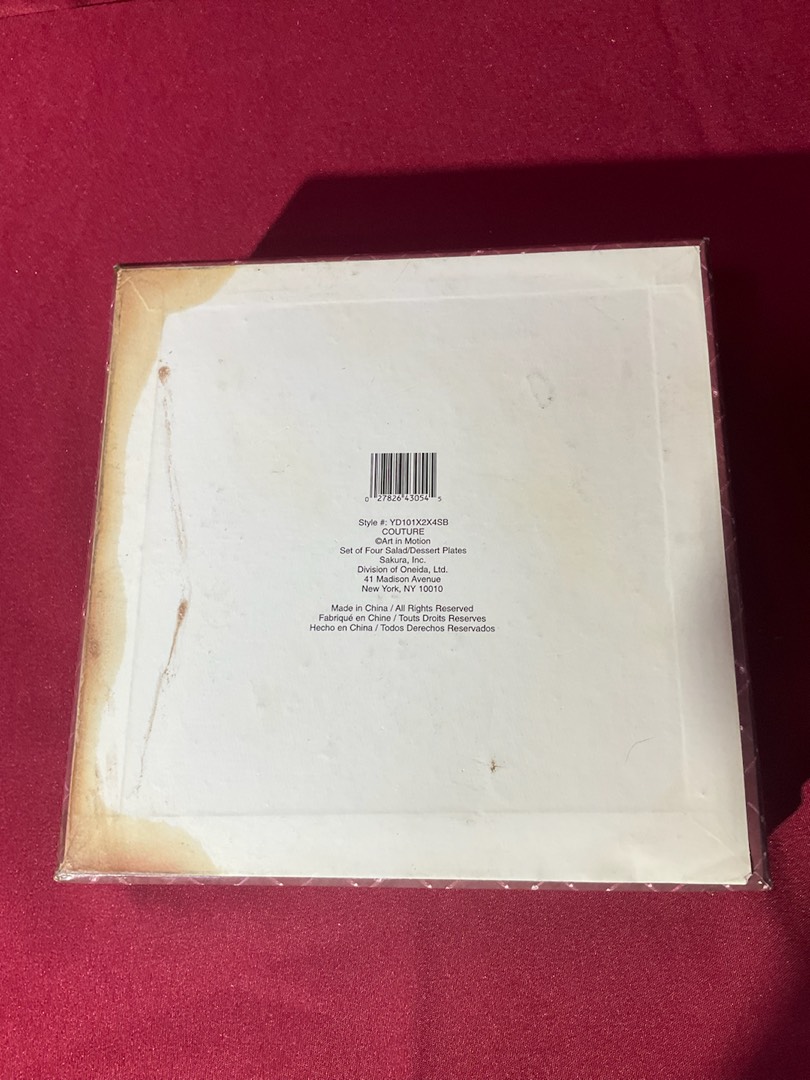 0 27826 43054 5
Style #: YD101X2X4SB
COUTURE
©Art in Motion
Set of Four Salad/Dessert Plates
Sakura, Inc.
Division of Oneida, Ltd.
41 Madison Avenue
New York, NY 10010
Made in China / All Rights Reserved
Fabriqué en Chine / Touts Droits Reserves
Hecho en China / Todos Derechos Reservados